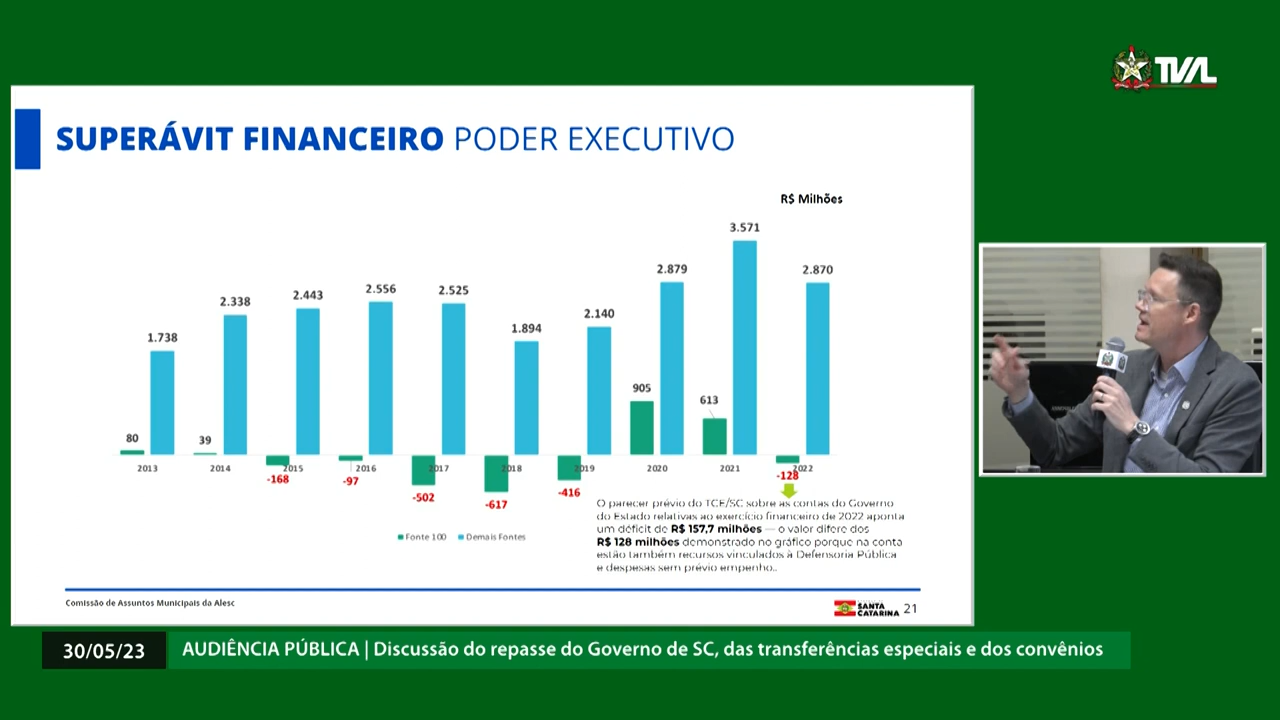 TVAL
SUPERÁVIT FINANCEIRO PODER EXECUTIVO
R$ Milhões
3.571
2.879
2.870
2.556
2.525
2.443
2.338
2.140
1.894
1.738
905
613
80
39
2013 2014 2015 2016 2017 2018 2019 2020 2021 2022
-168
-97
-502
-617
-416
-128
O parecer prévio do TCE/SC sobre as contas do Governo
do Estado relativas ao exercício financeiro de 2022 aponta
um déficit de R$ 157,7 milhões — o valor difere dos
R$ 128 milhões demonstrado no gráfico porque na conta
estão também recursos vinculados à Defensoria Pública
e despesas sem prévio empenho..
Fonte 100 Demais Fontes
Comissão de Assuntos Municipais da Alesc
SANTA
CATARINA 21
30/05/23 AUDIÊNCIA PÚBLICA | Discussão do repasse do Governo de SC, das transferências especiais e dos convênios